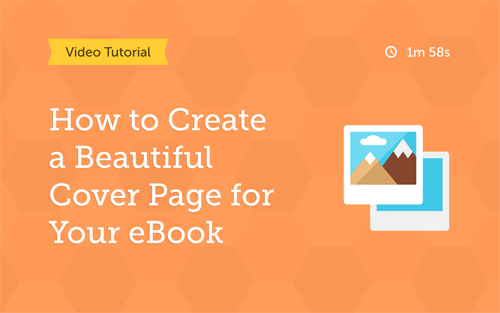 Video Tutorial
1m 58s
How to Create
a Beautiful
Cover Page for
Your eBook